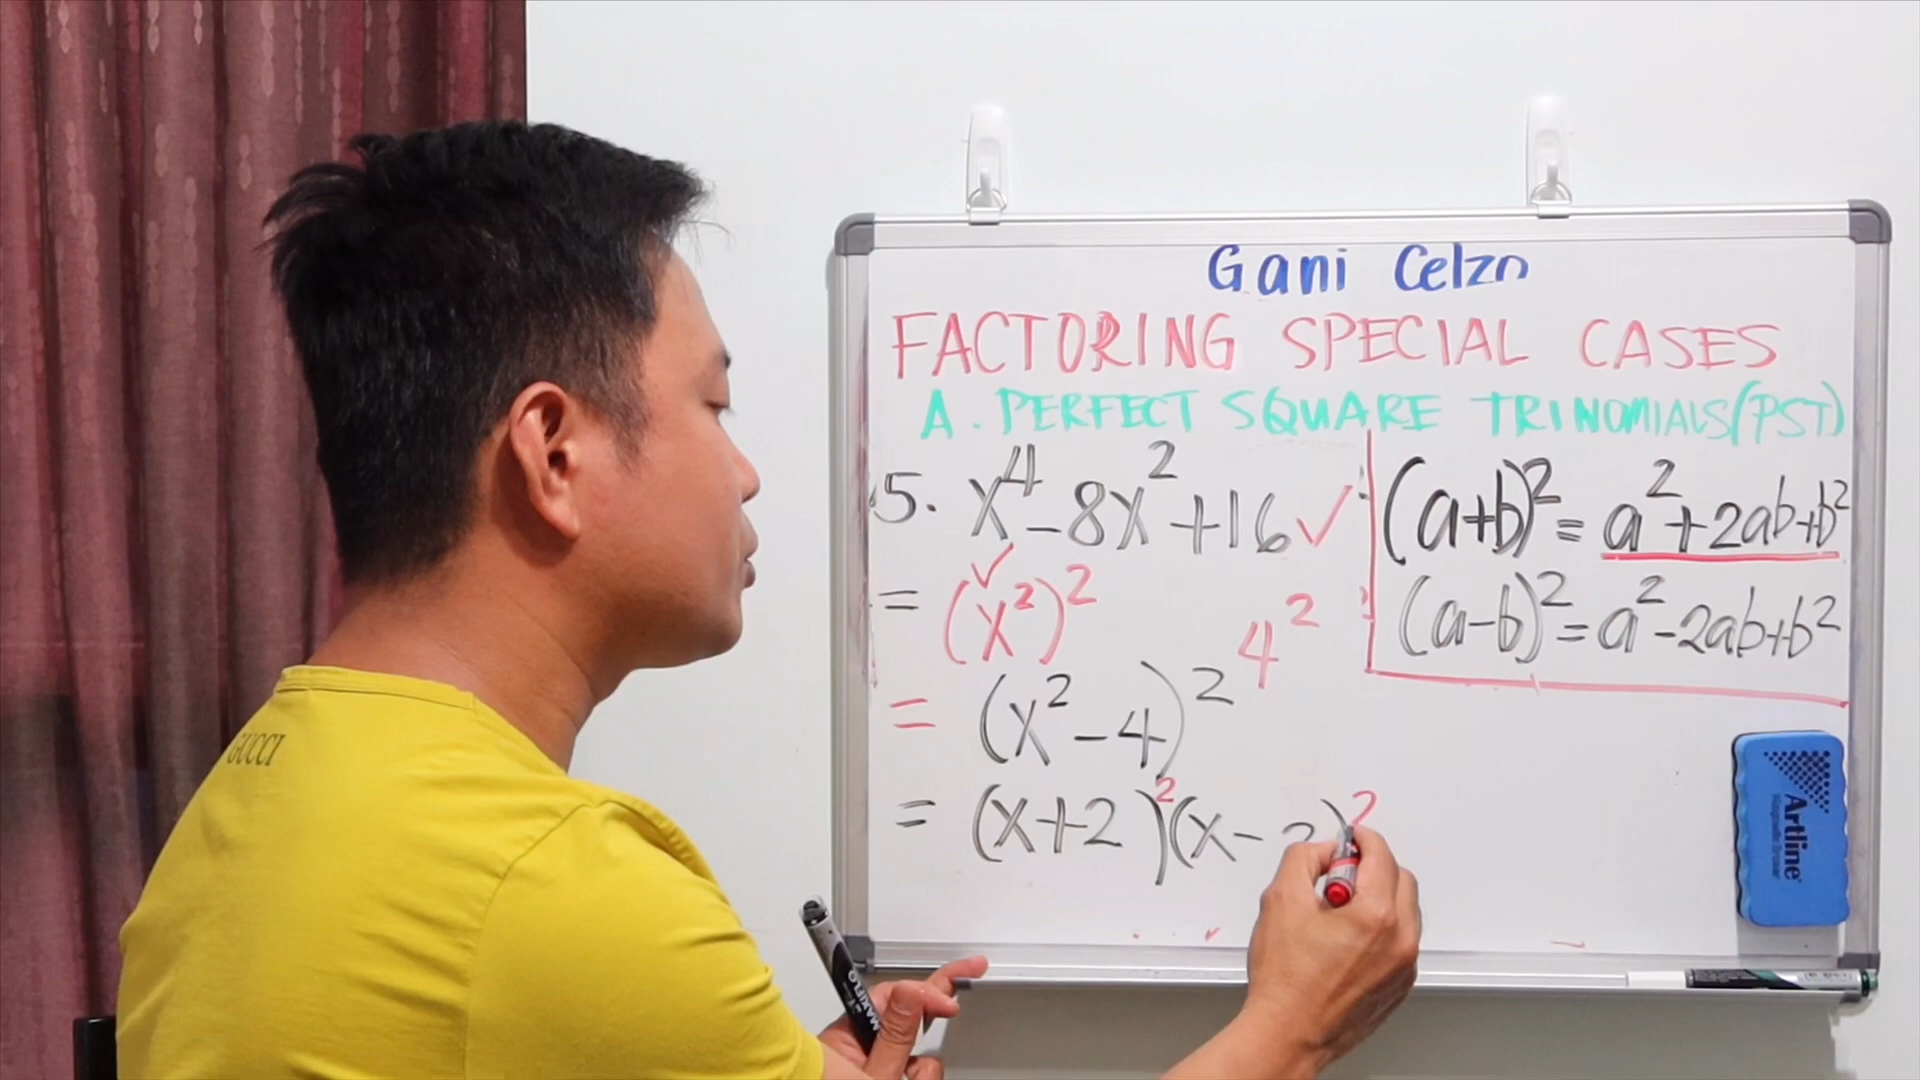 Gani Celzo
FACTORING SPECIAL CASES
A. PERFECT SQUARE TRINOMIALS (PST)
5. x⁴-8x²+16 ✓
✓
= (x²)² 4²
= (x²-4)²
= (x+2)²(x-2)²
(a+b)² = a²+2ab+b²
(a-b)² = a²-2ab+b²
GUCCI
MAXIFLO
Artline